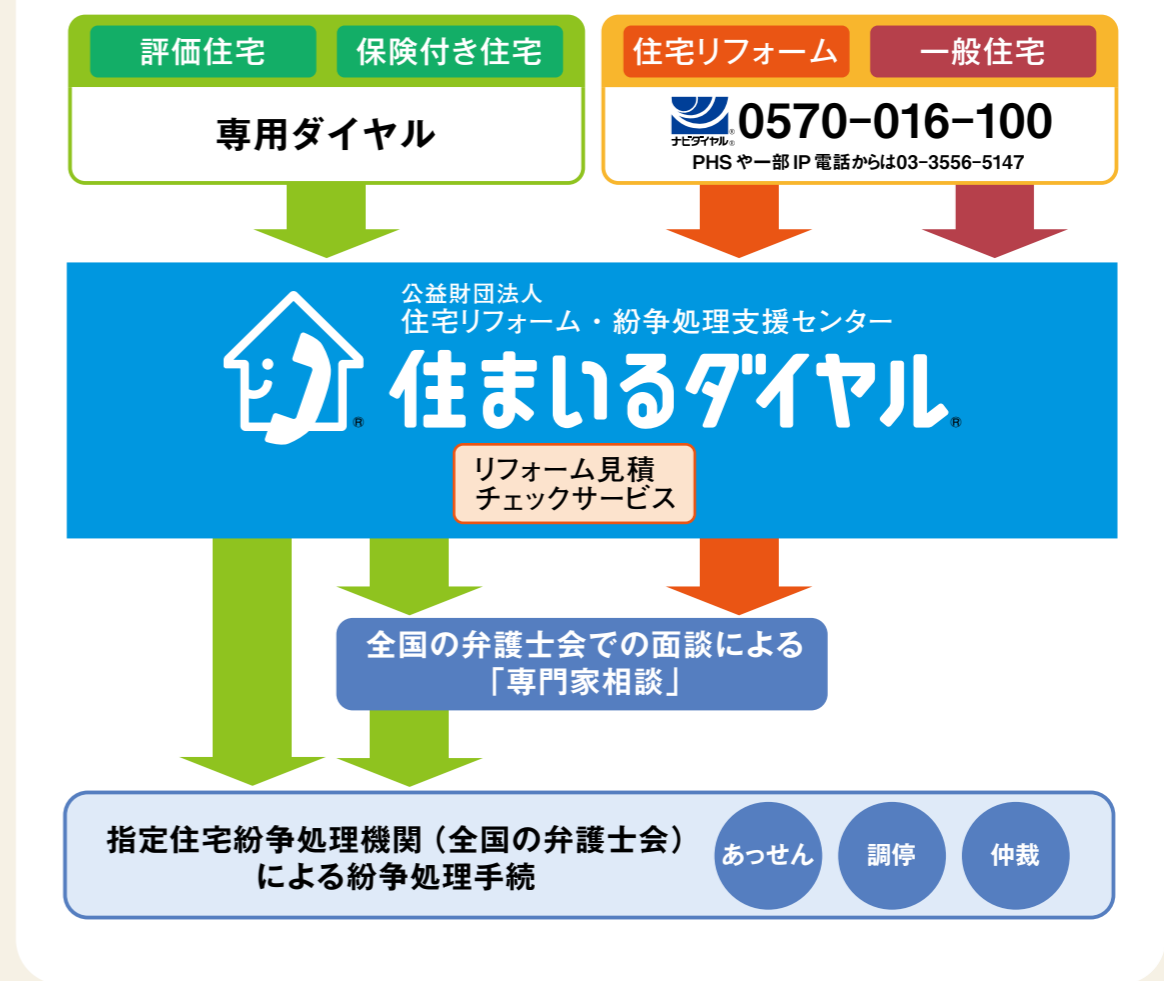 評価住宅
保険付き住宅
専用ダイヤル
住宅リフォーム
一般住宅
ナビダイヤル®
0570-016-100
PHSや一部IP電話からは03-3556-5147
公益財団法人
住宅リフォーム・紛争処理支援センター
住まいるダイヤル®
®
リフォーム見積
チェックサービス
全国の弁護士会での面談による
「専門家相談」
指定住宅紛争処理機関（全国の弁護士会）
による紛争処理手続
あっせん
調停
仲裁